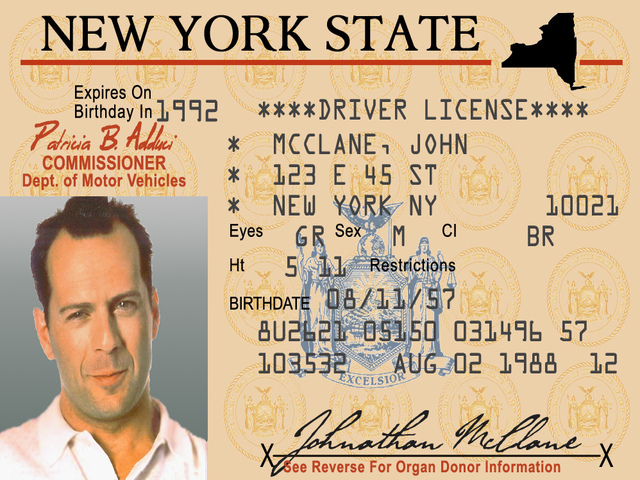 NEW YORK STATE
Expires On
Birthday In 1992
****DRIVER LICENSE****
Patricia B. Adduci
COMMISSIONER
Dept. of Motor Vehicles
* MCCLANE, JOHN
* 123 E 45 ST
* NEW YORK NY 10021
Eyes GR Sex M Cl BR
Ht 5 11 Restrictions
BIRTHDATE 08/11/57
8U2621 OS150 031496 57
103532 AUG 02 1988 12
EXCELSIOR
X Johnathan McClane X
See Reverse For Organ Donor Information